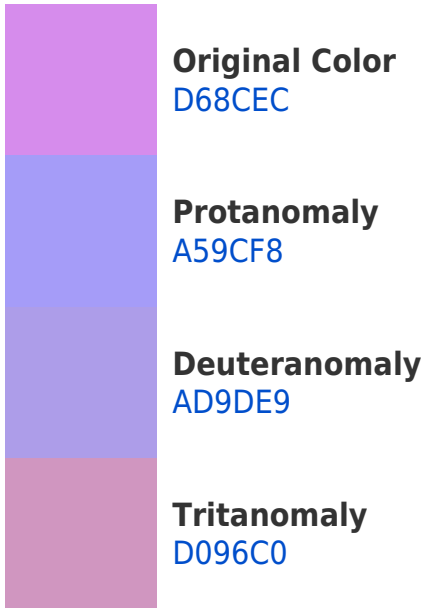 Original Color
D68CEC
Protanomaly
A59CF8
Deuteranomaly
AD9DE9
Tritanomaly
D096C0